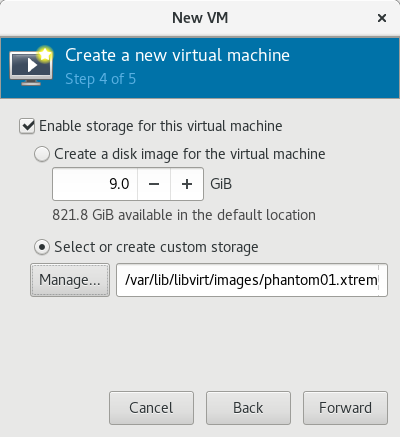 New VM
Create a new virtual machine
Step 4 of 5
Enable storage for this virtual machine
Create a disk image for the virtual machine
9.0 − + GiB
821.8 GiB available in the default location
Select or create custom storage
Manage... /var/lib/libvirt/images/phantom01.xtrem
Cancel Back Forward